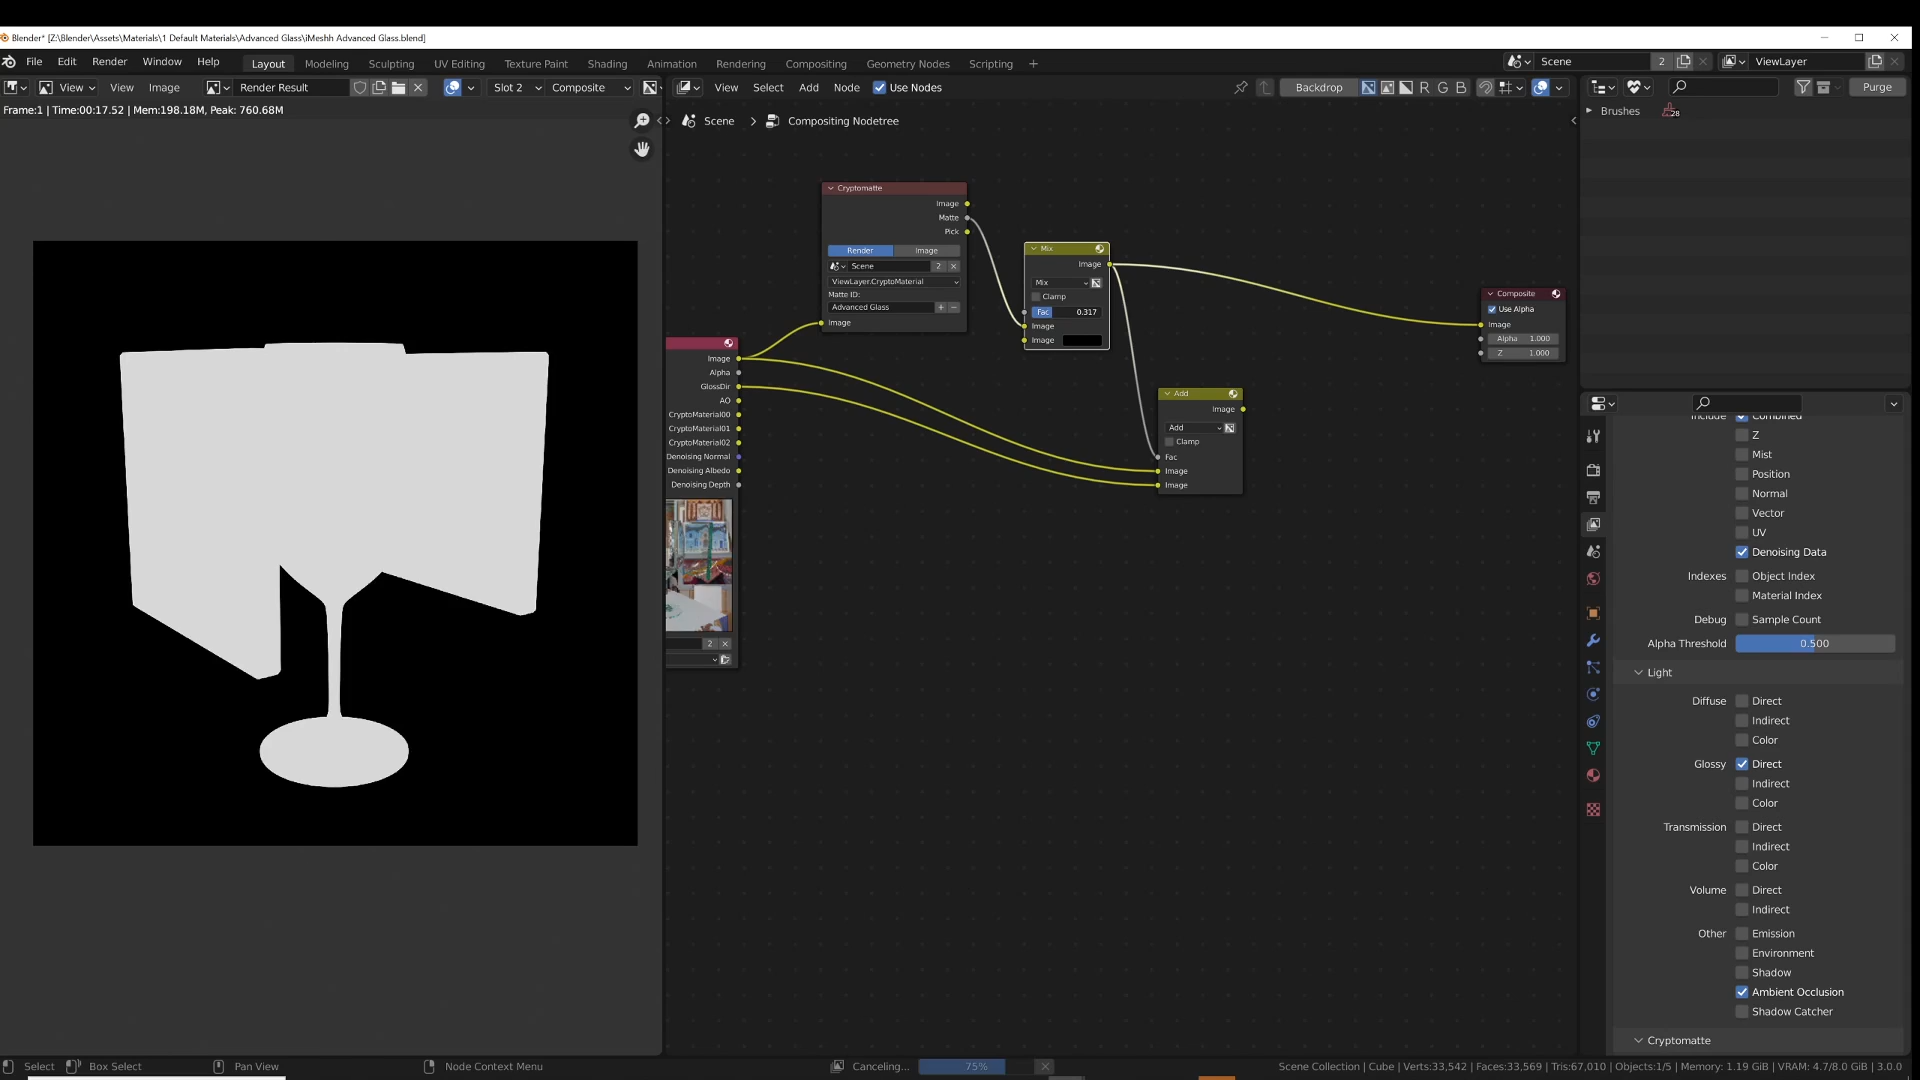 Blender* [Z:\Blender\Assets\Materials\1 Default Materials\Advanced Glass\iMeshh Advanced Glass.blend]
File Edit Render Window Help Layout Modeling Sculpting UV Editing Texture Paint Shading Animation Rendering Compositing Geometry Nodes Scripting + Scene 2 ViewLayer
View View Image Render Result Slot 2 Composite View Select Add Node Use Nodes Backdrop R G B Purge
Frame:1 | Time:00:17.52 | Mem:198.18M, Peak: 760.68M
Scene > Compositing Nodetree
Brushes 28
Cryptomatte
Image
Matte
Pick
Render Image
Scene 2
ViewLayer.CryptoMaterial
Matte ID:
Advanced Glass + −
Image
Mix
Image
Mix
Clamp
Fac 0.317
Image
Image
Composite
Use Alpha
Image
Alpha 1.000
Z 1.000
Image
Alpha
GlossDir
AO
CryptoMaterial00
CryptoMaterial01
CryptoMaterial02
Denoising Normal
Denoising Albedo
Denoising Depth
2
Add
Image
Add
Clamp
Fac
Image
Image
Include Combined
Z
Mist
Position
Normal
Vector
UV
Denoising Data
Indexes Object Index
Material Index
Debug Sample Count
Alpha Threshold 0.500
Light
Diffuse Direct
Indirect
Color
Glossy Direct
Indirect
Color
Transmission Direct
Indirect
Color
Volume Direct
Indirect
Other Emission
Environment
Shadow
Ambient Occlusion
Shadow Catcher
Cryptomatte
Select Box Select Pan View Node Context Menu Canceling... 75% Scene Collection | Cube | Verts:33,542 | Faces:33,569 | Tris:67,010 | Objects:1/5 | Memory: 1.19 GiB | VRAM: 4.7/8.0 GiB | 3.0.0